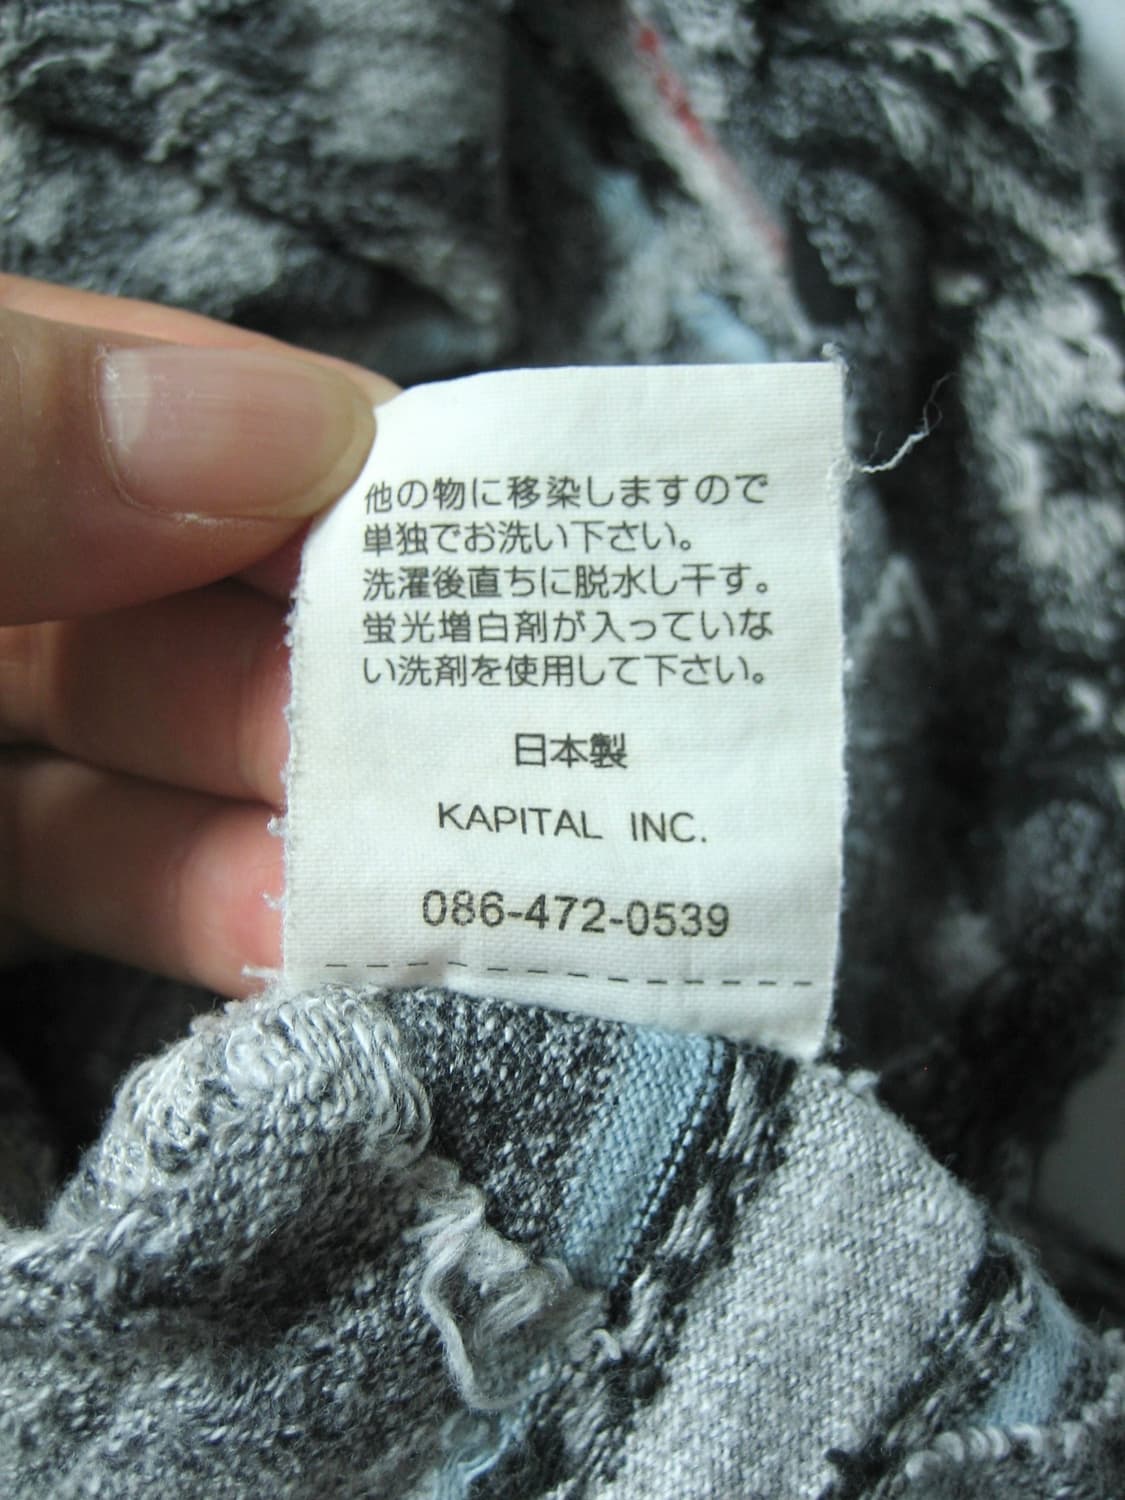 他の物に移染しますので
単独でお洗い下さい。
洗濯後直ちに脱水し干す。
蛍光増白剤が入っていな
い洗剤を使用して下さい。
日本製
KAPITAL INC.
086-472-0539